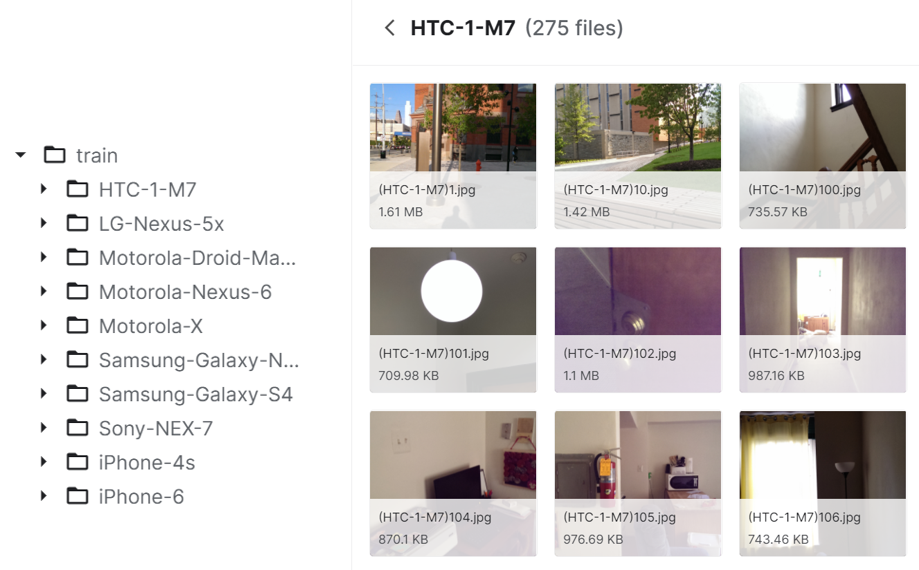 train
HTC-1-M7
LG-Nexus-5x
Motorola-Droid-Ma...
Motorola-Nexus-6
Motorola-X
Samsung-Galaxy-N...
Samsung-Galaxy-S4
Sony-NEX-7
iPhone-4s
iPhone-6
HTC-1-M7 (275 files)
(HTC-1-M7)1.jpg
1.61 MB
(HTC-1-M7)10.jpg
1.42 MB
(HTC-1-M7)100.jpg
735.57 KB
(HTC-1-M7)101.jpg
709.98 KB
(HTC-1-M7)102.jpg
1.1 MB
(HTC-1-M7)103.jpg
987.16 KB
(HTC-1-M7)104.jpg
870.1 KB
(HTC-1-M7)105.jpg
976.69 KB
(HTC-1-M7)106.jpg
743.46 KB